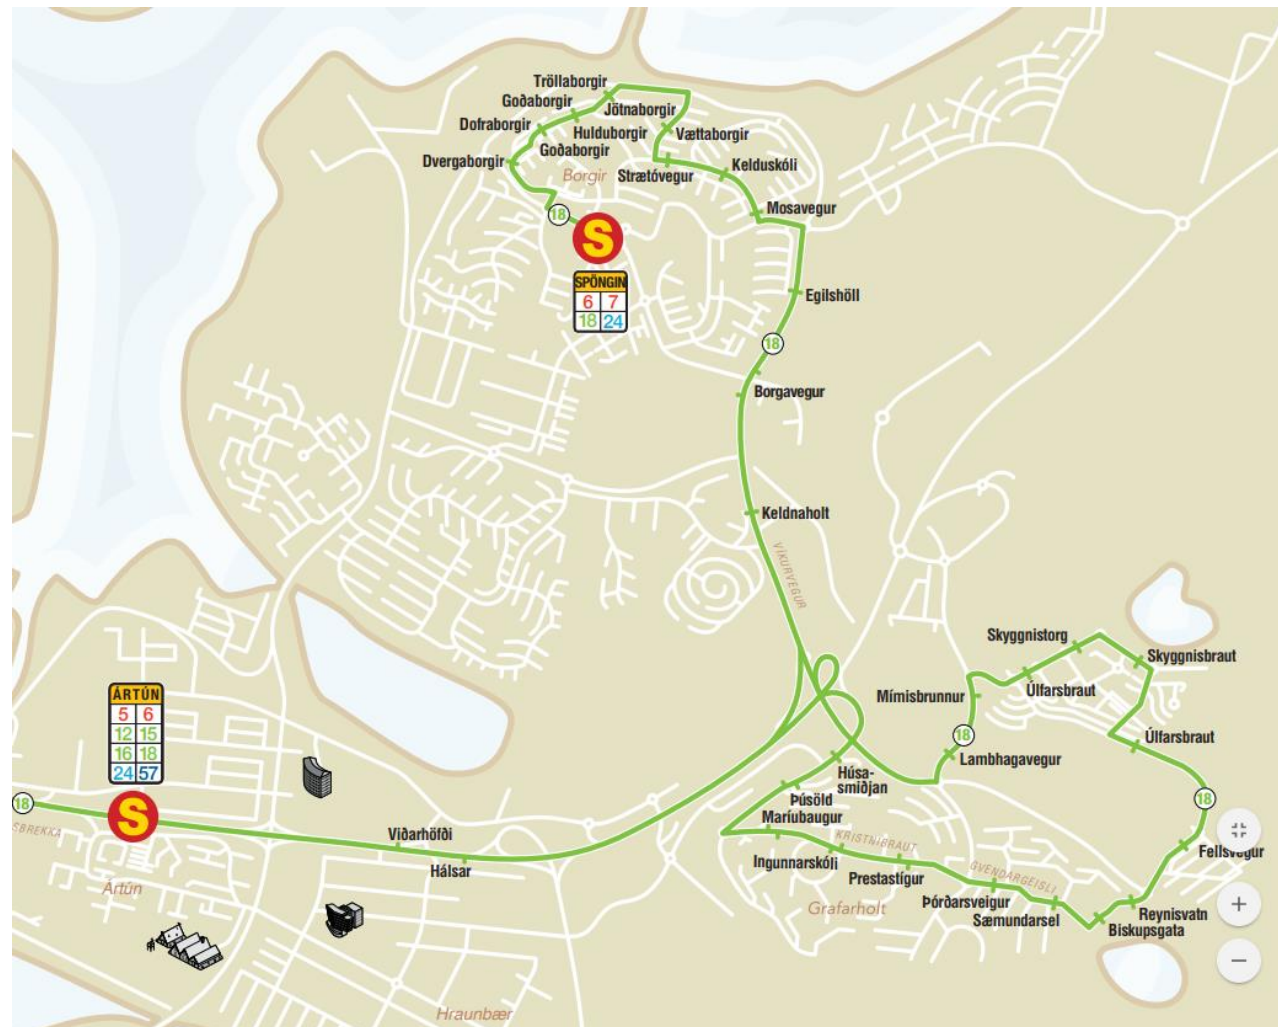 Tröllaborgir
Goðaborgir
Jötnaborgir
Dofraborgir
Hulduborgir
Vættaborgir
Goðaborgir
Dvergaborgir
Borgir
Strætóvegur
Kelduskóli
18
Mosavegur
S
SPÖNGIN
6 7
18 24
Egilshöll
18
Borgavegur
Keldnaholt
VÍKURVEGUR
Skyggnistorg
Skyggnisbraut
Mímisbrunnur
Úlfarsbraut
ÁRTÚN
5 6
12 15
16 18
24 57
18
Úlfarsbraut
Lambhagavegur
Húsa-
smiðjan
Þúsöld
18
18
S
SBREKKA
Maríubaugur
Viðarhöfði
KRISTNIBRAUT
Fellsvegur
Hálsar
Ingunnarskóli
GVENDARGEISLI
Prestastígur
Ártún
Þórðarsveigur
Grafarholt
Sæmundarsel
Reynisvatn
Biskupsgata
Hraunbær
+
−